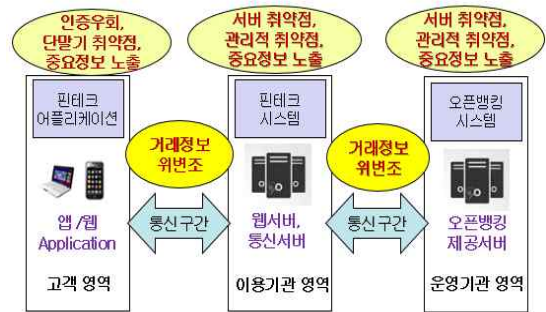 인증우회,
단말기 취약점,
중요정보 노출
서버 취약점,
관리적 취약점,
중요정보 노출
서버 취약점,
관리적 취약점,
중요정보 노출
핀테크
어플리케이션
핀테크
시스템
오픈뱅킹
시스템
거래정보
위변조
거래정보
위변조
앱 /웹
Application
통신구간
웹서버,
통신서버
통신구간
오픈뱅킹
제공서버
고객 영역
이용기관 영역
운영기관 영역